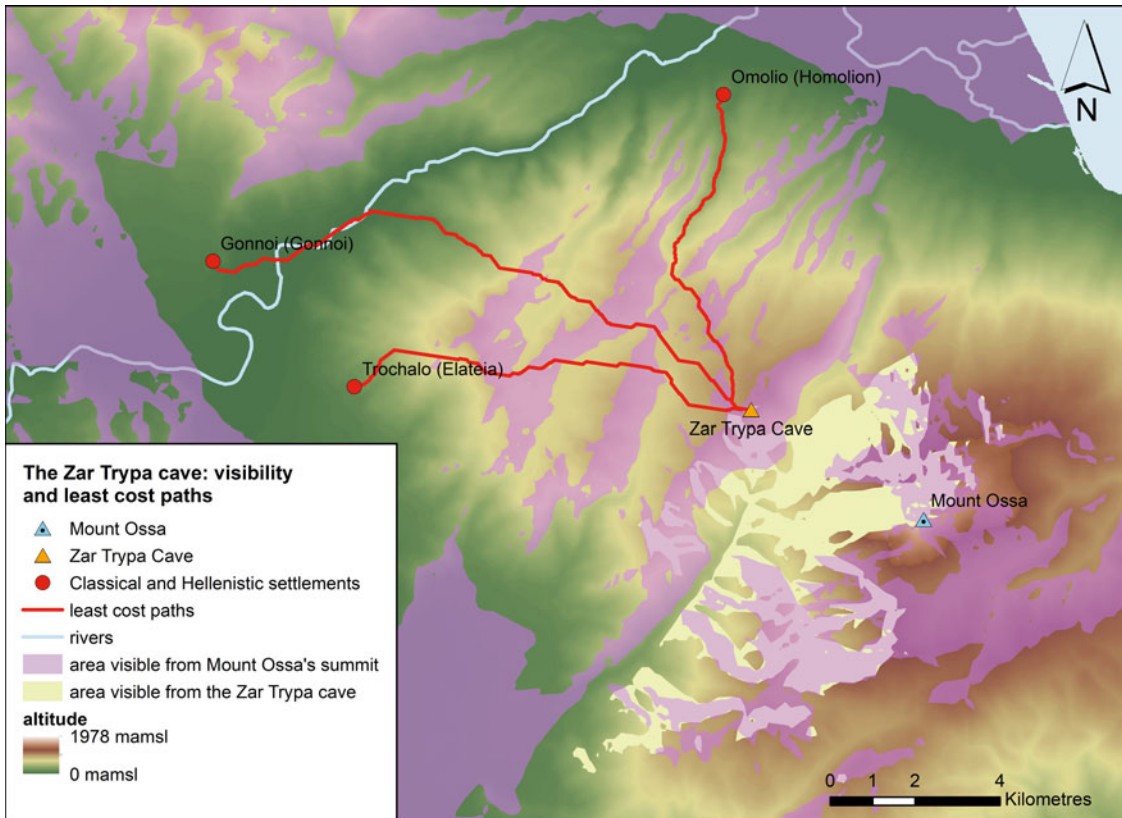 Omolio (Homolion)
N
Gonnoi (Gonnoi)
Trochalo (Elateia)
Zar Trypa Cave
Mount Ossa
The Zar Trypa cave: visibility
and least cost paths
Mount Ossa
Zar Trypa Cave
Classical and Hellenistic settlements
least cost paths
rivers
area visible from Mount Ossa's summit
area visible from the Zar Trypa cave
altitude
1978 mamsl
0 mamsl
0 1 2 4
Kilometres